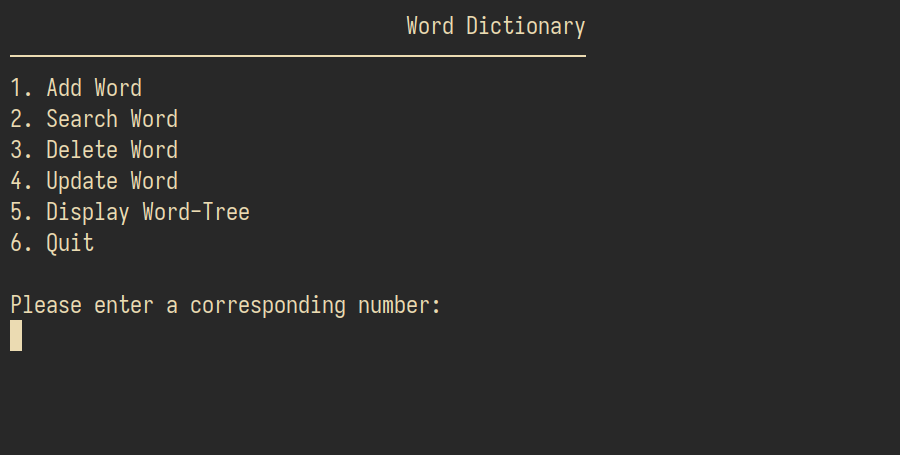 Word Dictionary
1. Add Word
2. Search Word
3. Delete Word
4. Update Word
5. Display Word-Tree
6. Quit
Please enter a corresponding number: